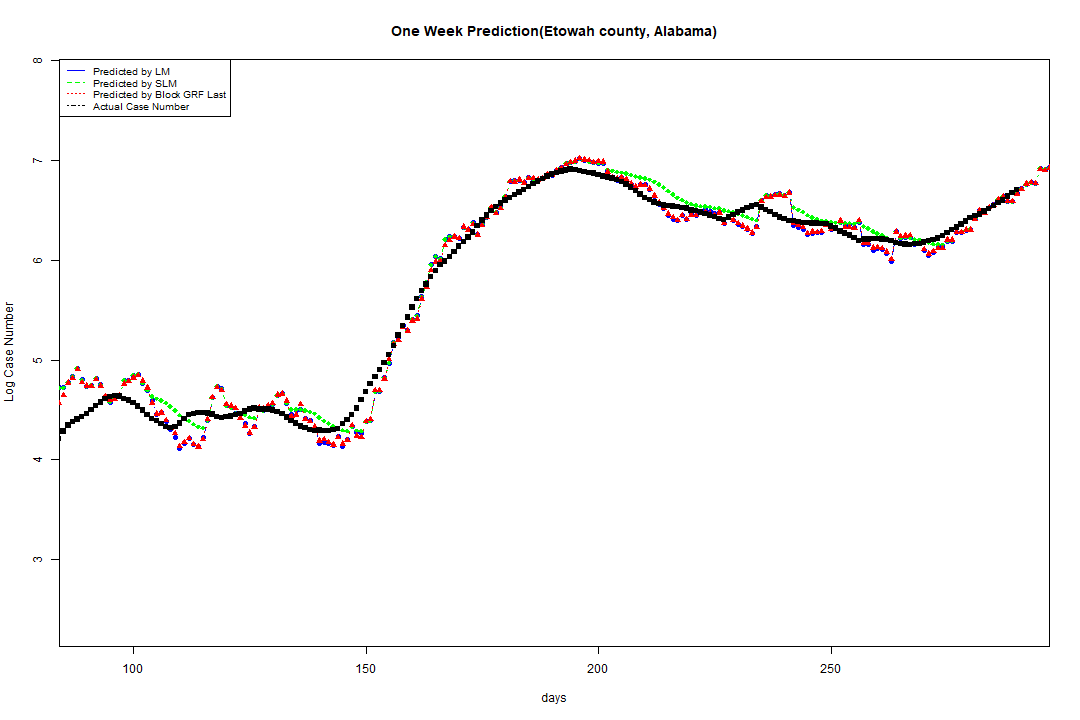 One Week Prediction(Etowah county, Alabama)
Predicted by LM
Predicted by SLM
Predicted by Block GRF Last
Actual Case Number
8
7
6
5
4
3
Log Case Number
100 150 200 250
days